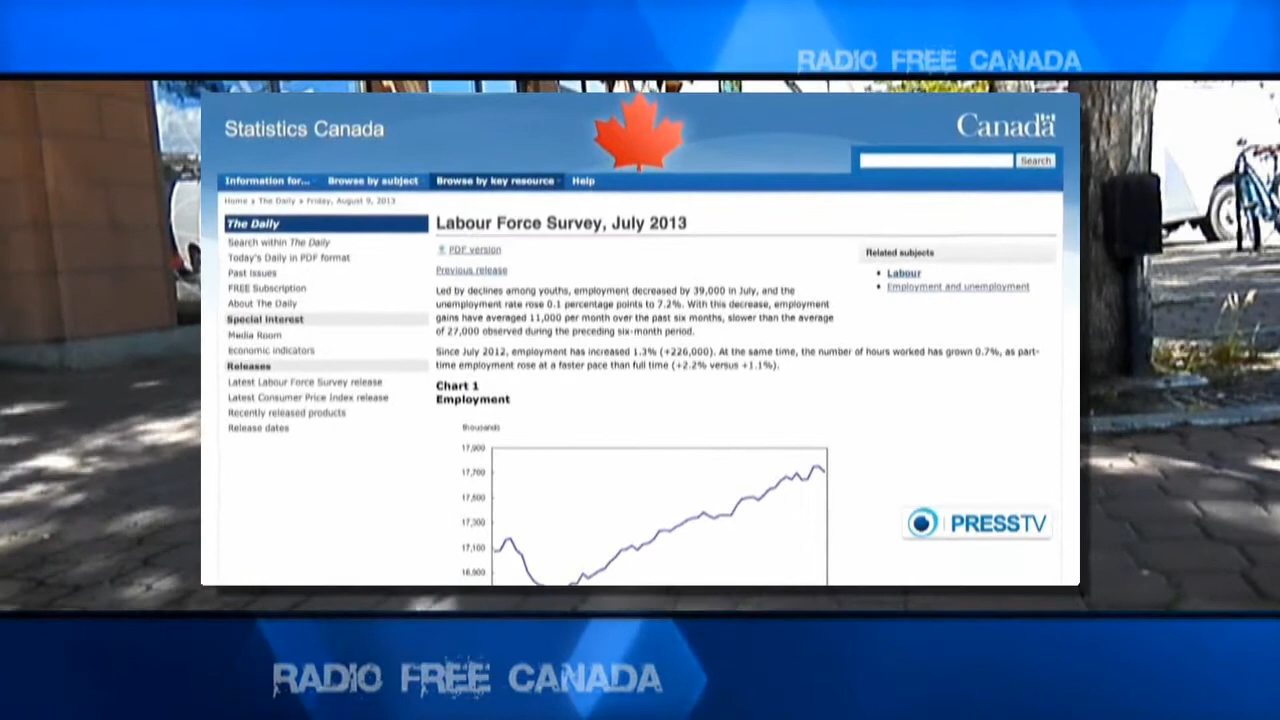 RADIO FREE CANADA
Statistics Canada
Canada
Search
Information for...
Browse by subject
Browse by key resource
Help
Home » The Daily » Friday, August 9, 2013
The Daily
Search within The Daily
Today's Daily in PDF format
Past issues
FREE Subscription
About The Daily
Special interest
Media Room
Economic indicators
Releases
Latest Labour Force Survey release
Latest Consumer Price Index release
Recently released products
Release dates
Labour Force Survey, July 2013
PDF version
Previous release
Led by declines among youths, employment decreased by 39,000 in July, and the
unemployment rate rose 0.1 percentage points to 7.2%. With this decrease, employment
gains have averaged 11,000 per month over the past six months, slower than the average
of 27,000 observed during the preceding six-month period.
Since July 2012, employment has increased 1.3% (+226,000). At the same time, the number of hours worked has grown 0.7%, as part-
time employment rose at a faster pace than full time (+2.2% versus +1.1%).
Chart 1
Employment
thousands
17,900
17,700
17,500
17,300
17,100
16,900
Related subjects
Labour
Employment and unemployment
PRESSTV
RADIO FREE CANADA